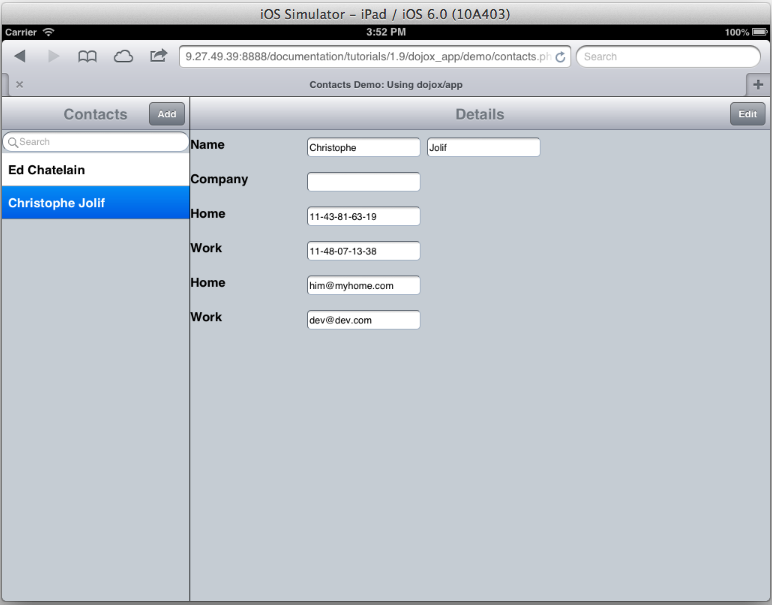 iOS Simulator – iPad / iOS 6.0 (10A403)
Carrier 3:52 PM 100%
9.27.49.39:8888/documentation/tutorials/1.9/dojox_app/demo/contacts.ph Search
Contacts Demo: Using dojox/app
Contacts Add Details Edit
Search
Name Christophe Jolif
Ed Chatelain
Company
Christophe Jolif
Home 11-43-81-63-19
Work 11-48-07-13-38
Home him@myhome.com
Work dev@dev.com